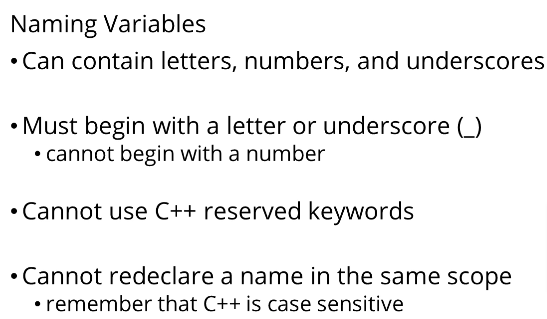 Naming Variables
• Can contain letters, numbers, and underscores
• Must begin with a letter or underscore (_)
• cannot begin with a number
• Cannot use C++ reserved keywords
• Cannot redeclare a name in the same scope
• remember that C++ is case sensitive